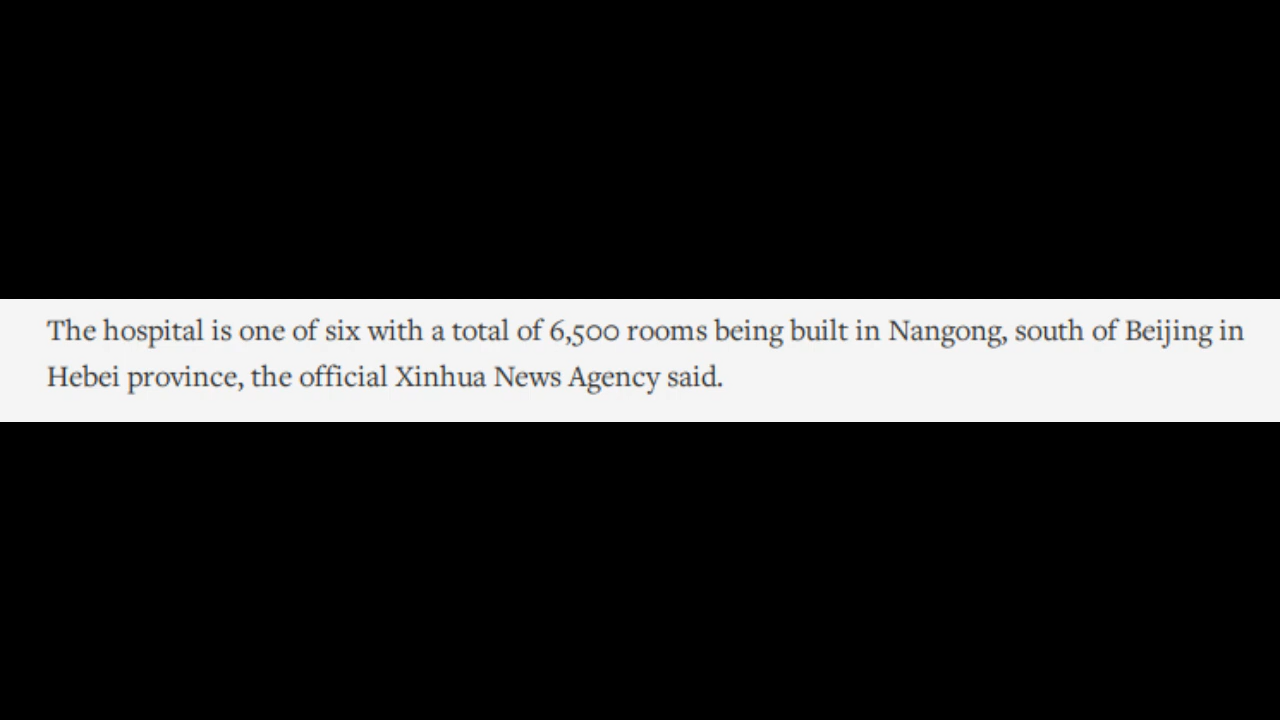 The hospital is one of six with a total of 6,500 rooms being built in Nangong, south of Beijing in
Hebei province, the official Xinhua News Agency said.